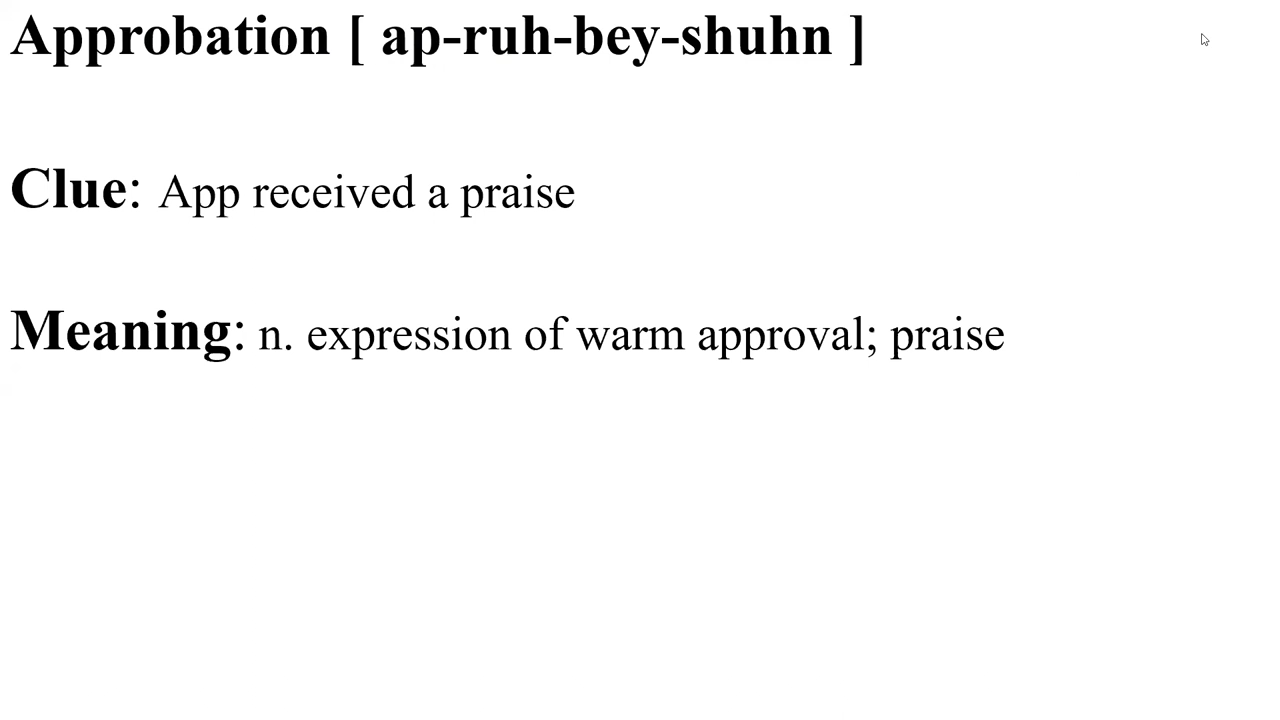 Approbation [ ap-ruh-bey-shuhn ]
Clue: App received a praise
Meaning: n. expression of warm approval; praise